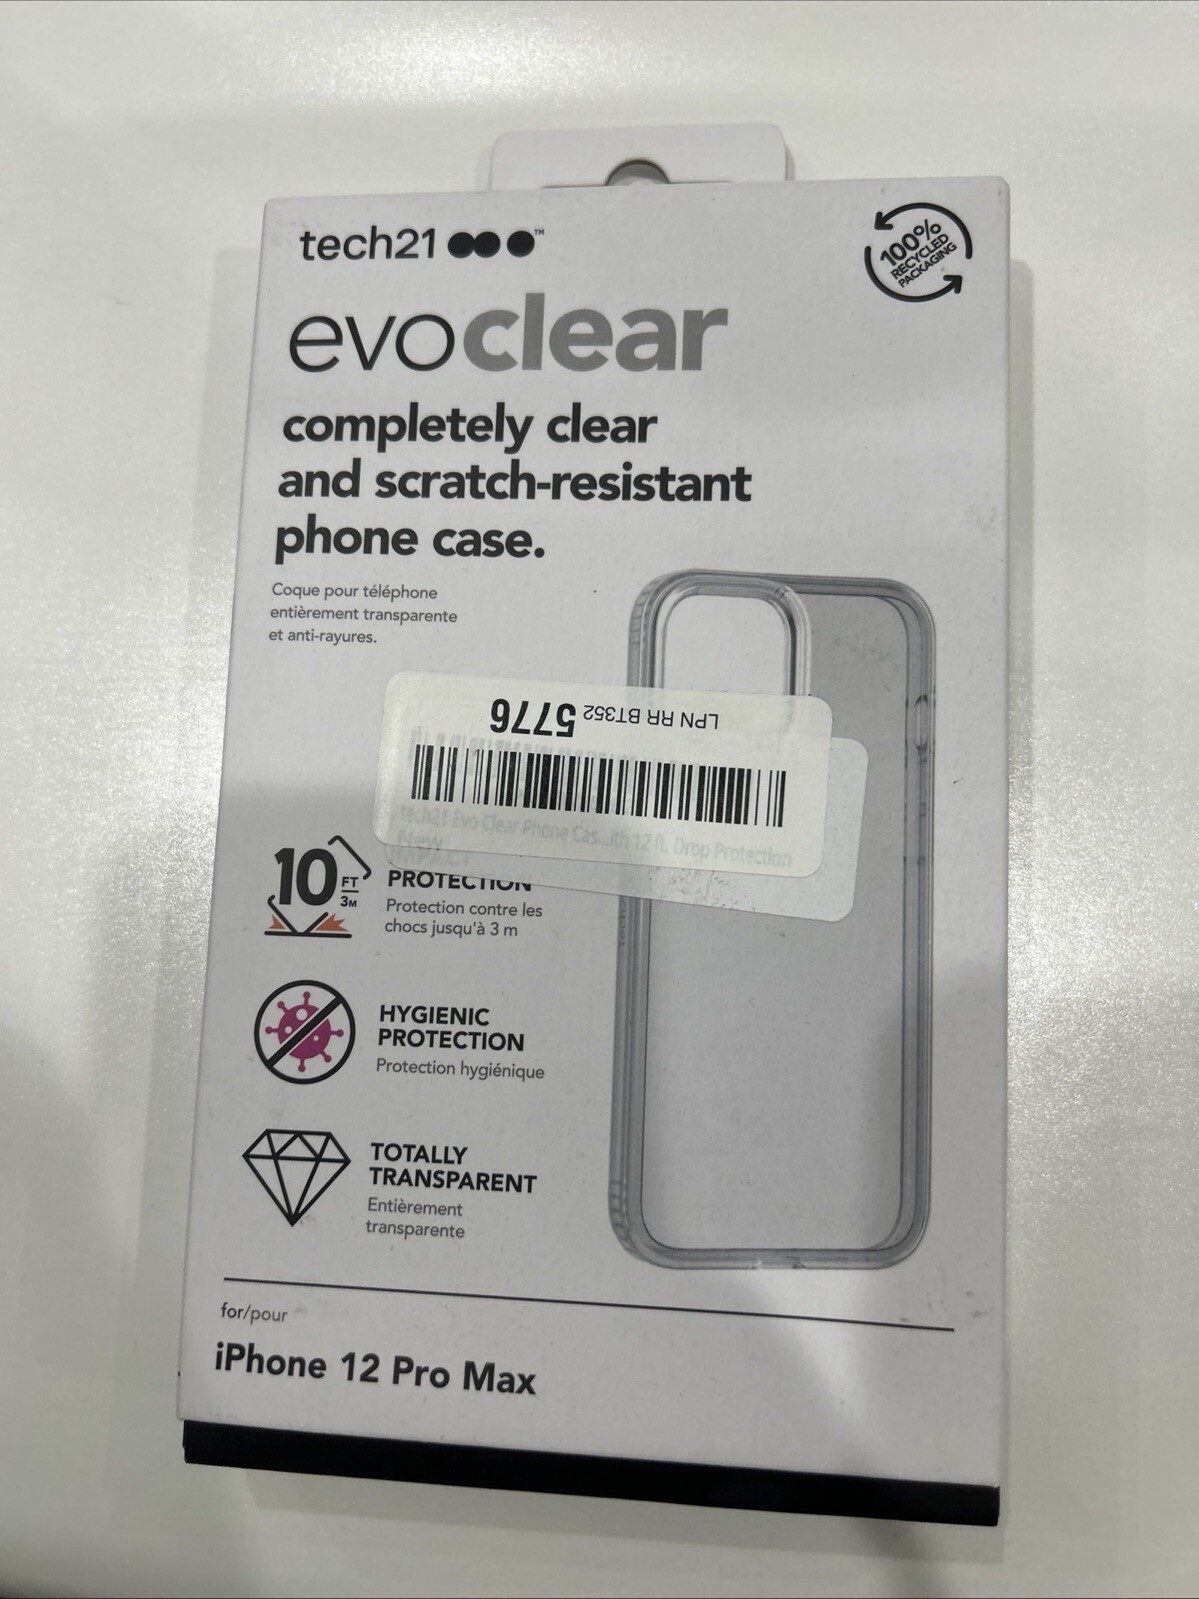 tech21 ™
100%
RECYCLED
PACKAGING
evoclear
completely clear
and scratch-resistant
phone case.
Coque pour téléphone
entièrement transparente
et anti-rayures.
LPN RR BT352 5776
tech21 Evo Clear Phone Cas...ith 12 ft. Drop Protection
New
10 FT
3M
IMPACT
PROTECTION
Protection contre les
chocs jusqu'à 3 m
HYGIENIC
PROTECTION
Protection hygiénique
TOTALLY
TRANSPARENT
Entièrement
transparente
for/pour
iPhone 12 Pro Max